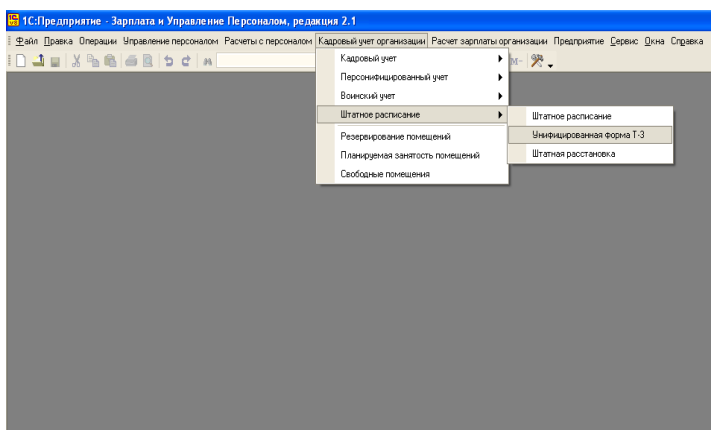 1С:Предприятие - Зарплата и Управление Персоналом, редакция 2.1
Файл Правка Операции Управление персоналом Расчеты с персоналом Кадровый учет организации Расчет зарплаты организации Предприятие Сервис Окна Справка
M-
Кадровый учет
Персонифицированный учет
Воинский учет
Штатное расписание
Штатное расписание
Унифицированная форма Т-3
Штатная расстановка
Резервирование помещений
Планируемая занятость помещений
Свободные помещения